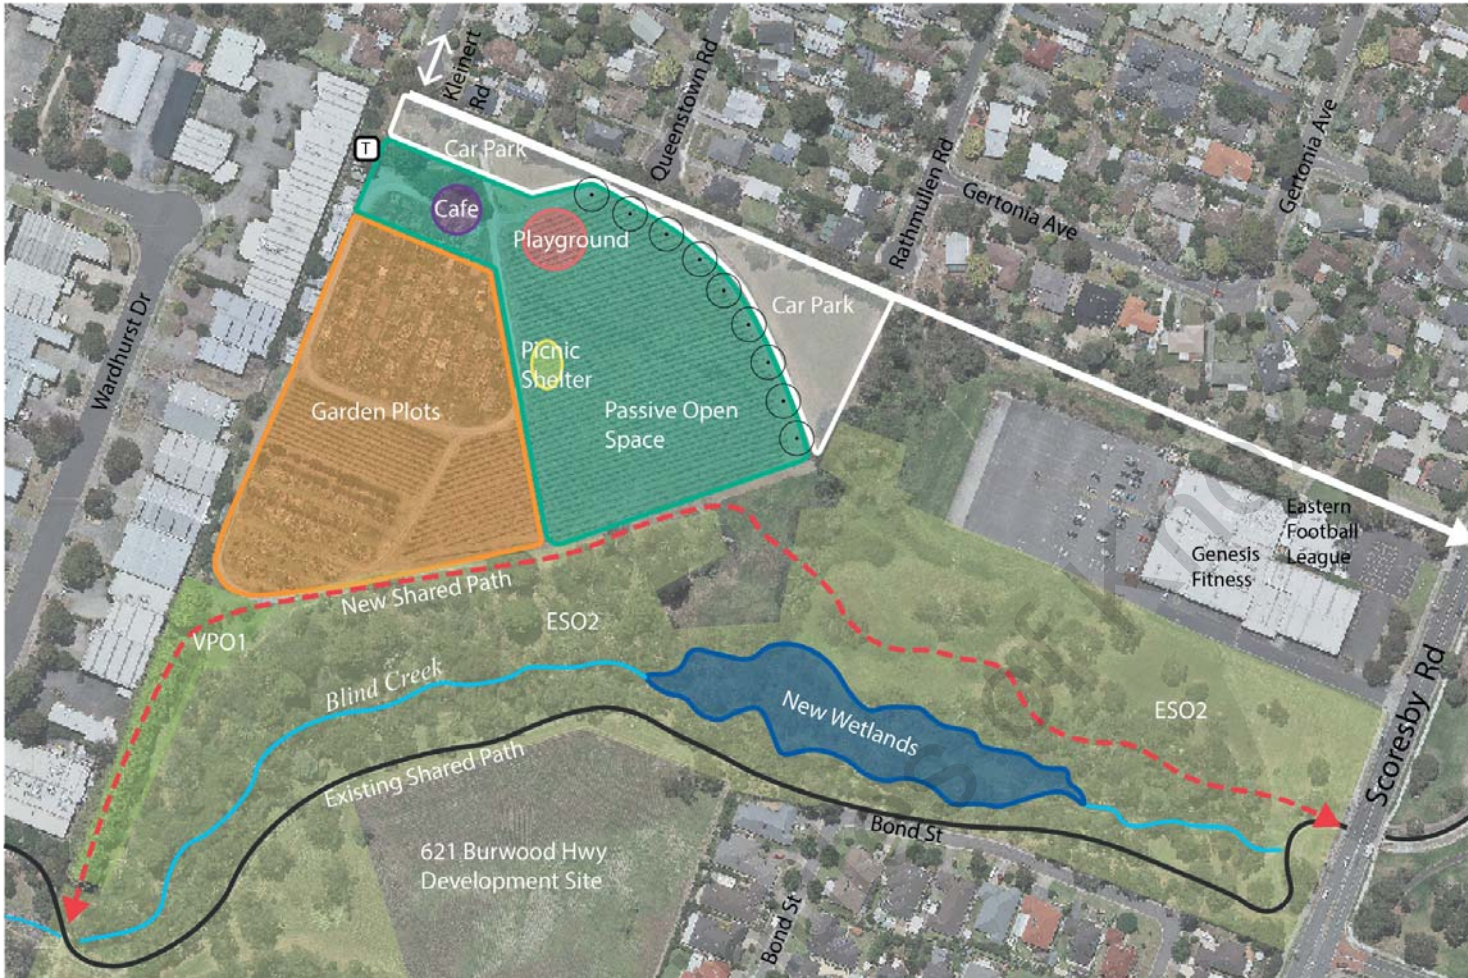 Kleinert
Rd
Queenstown Rd
Rathmullen Rd
Gertonia Ave
Gertonia Ave
T
Car Park
Cafe
Playground
Car Park
Wardhurst Dr
Picnic
Shelter
Garden Plots
Passive Open
Space
Eastern
Football
League
Genesis
Fitness
New Shared Path
VPO1
ESO2
Blind Creek
New Wetlands
ESO2
Scoresby Rd
Existing Shared Path
Bond St
621 Burwood Hwy
Development Site
Bond St